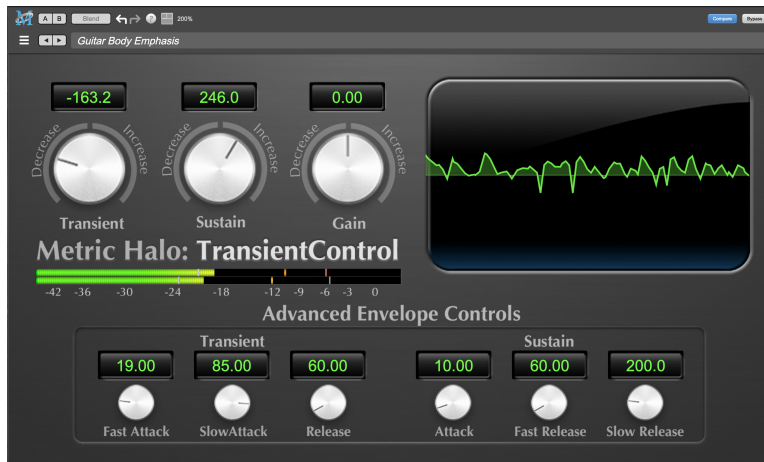 A B Blend ? 200% Compare Bypass
Guitar Body Emphasis
-163.2 246.0 0.00
Decrease Increase Decrease Increase Decrease Increase
Transient Sustain Gain
Metric Halo: TransientControl
-42 -36 -30 -24 -18 -12 -9 -6 -3 0
Advanced Envelope Controls
Transient Sustain
19.00 85.00 60.00 10.00 60.00 200.0
Fast Attack SlowAttack Release Attack Fast Release Slow Release